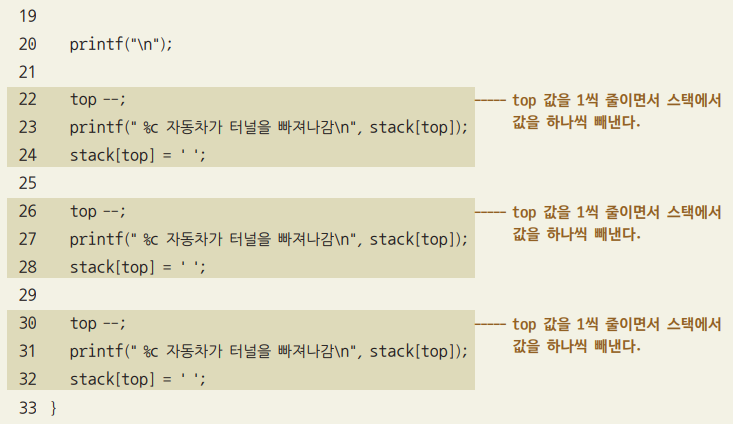 19
20 printf("\n");
21
22 top --;
23 printf(" %c 자동차가 터널을 빠져나감\n", stack[top]);
24 stack[top] = ' ';
top 값을 1씩 줄이면서 스택에서
값을 하나씩 빼낸다.
25
26 top --;
27 printf(" %c 자동차가 터널을 빠져나감\n", stack[top]);
28 stack[top] = ' ';
top 값을 1씩 줄이면서 스택에서
값을 하나씩 빼낸다.
29
30 top --;
31 printf(" %c 자동차가 터널을 빠져나감\n", stack[top]);
32 stack[top] = ' ';
top 값을 1씩 줄이면서 스택에서
값을 하나씩 빼낸다.
33 }